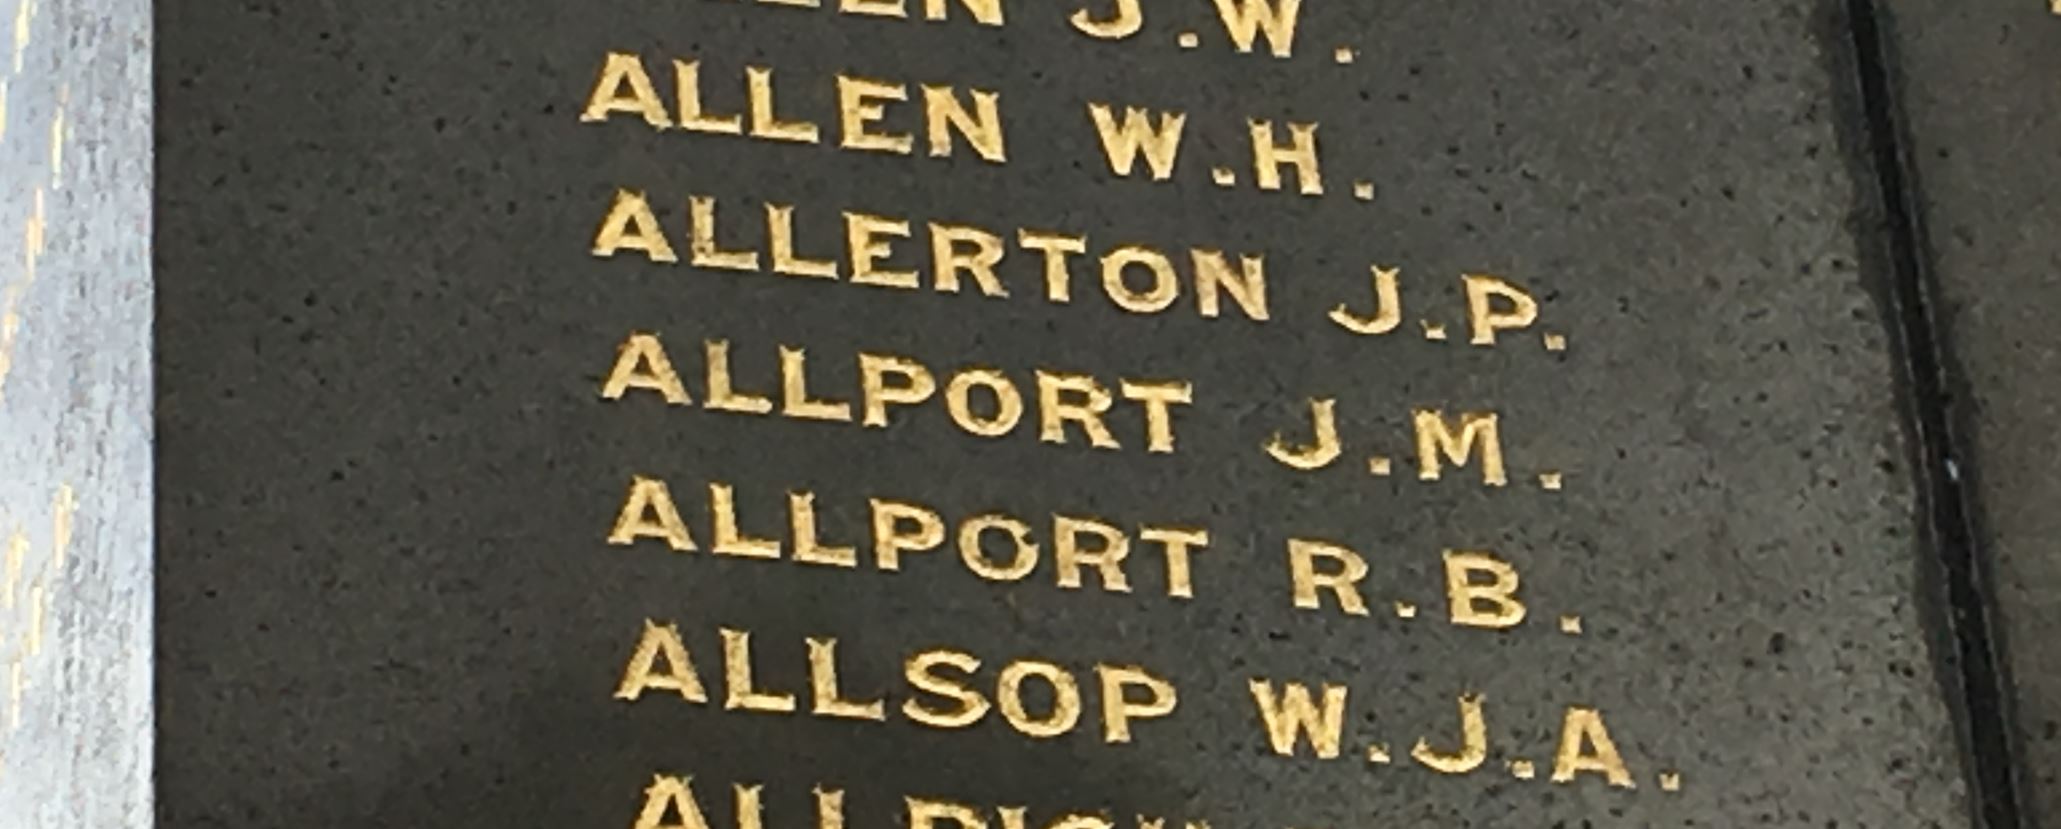 J.W.
ALLEN W.H.
ALLERTON J.P.
ALLPORT J.M.
ALLPORT R.B.
ALLSOP W.J.A.